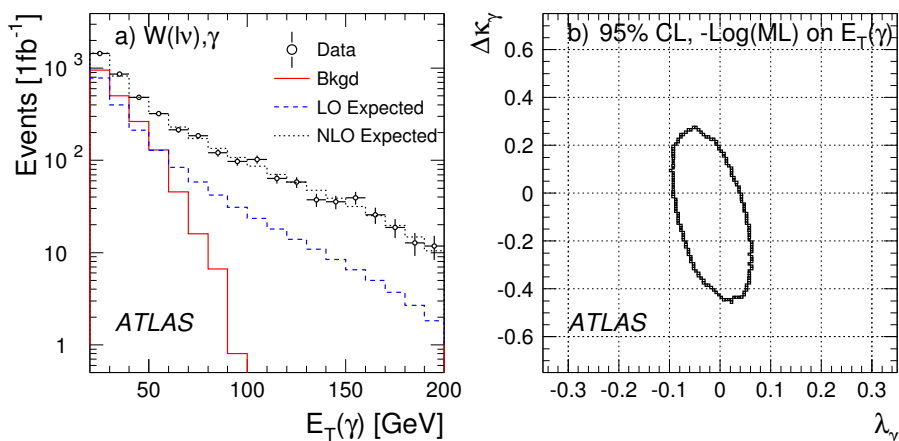 a) W(lν),γ
Data
Bkgd
LO Expected
NLO Expected
ATLAS
Events [1fb⁻¹]
10³
10²
10
1
50 100 150 200
E_T(γ) [GeV]
b) 95% CL, -Log(ML) on E_T(γ)
ATLAS
Δκ_γ
0.6
0.4
0.2
0
-0.2
-0.4
-0.6
-0.3 -0.2 -0.1 0 0.1 0.2 0.3
λ_γ